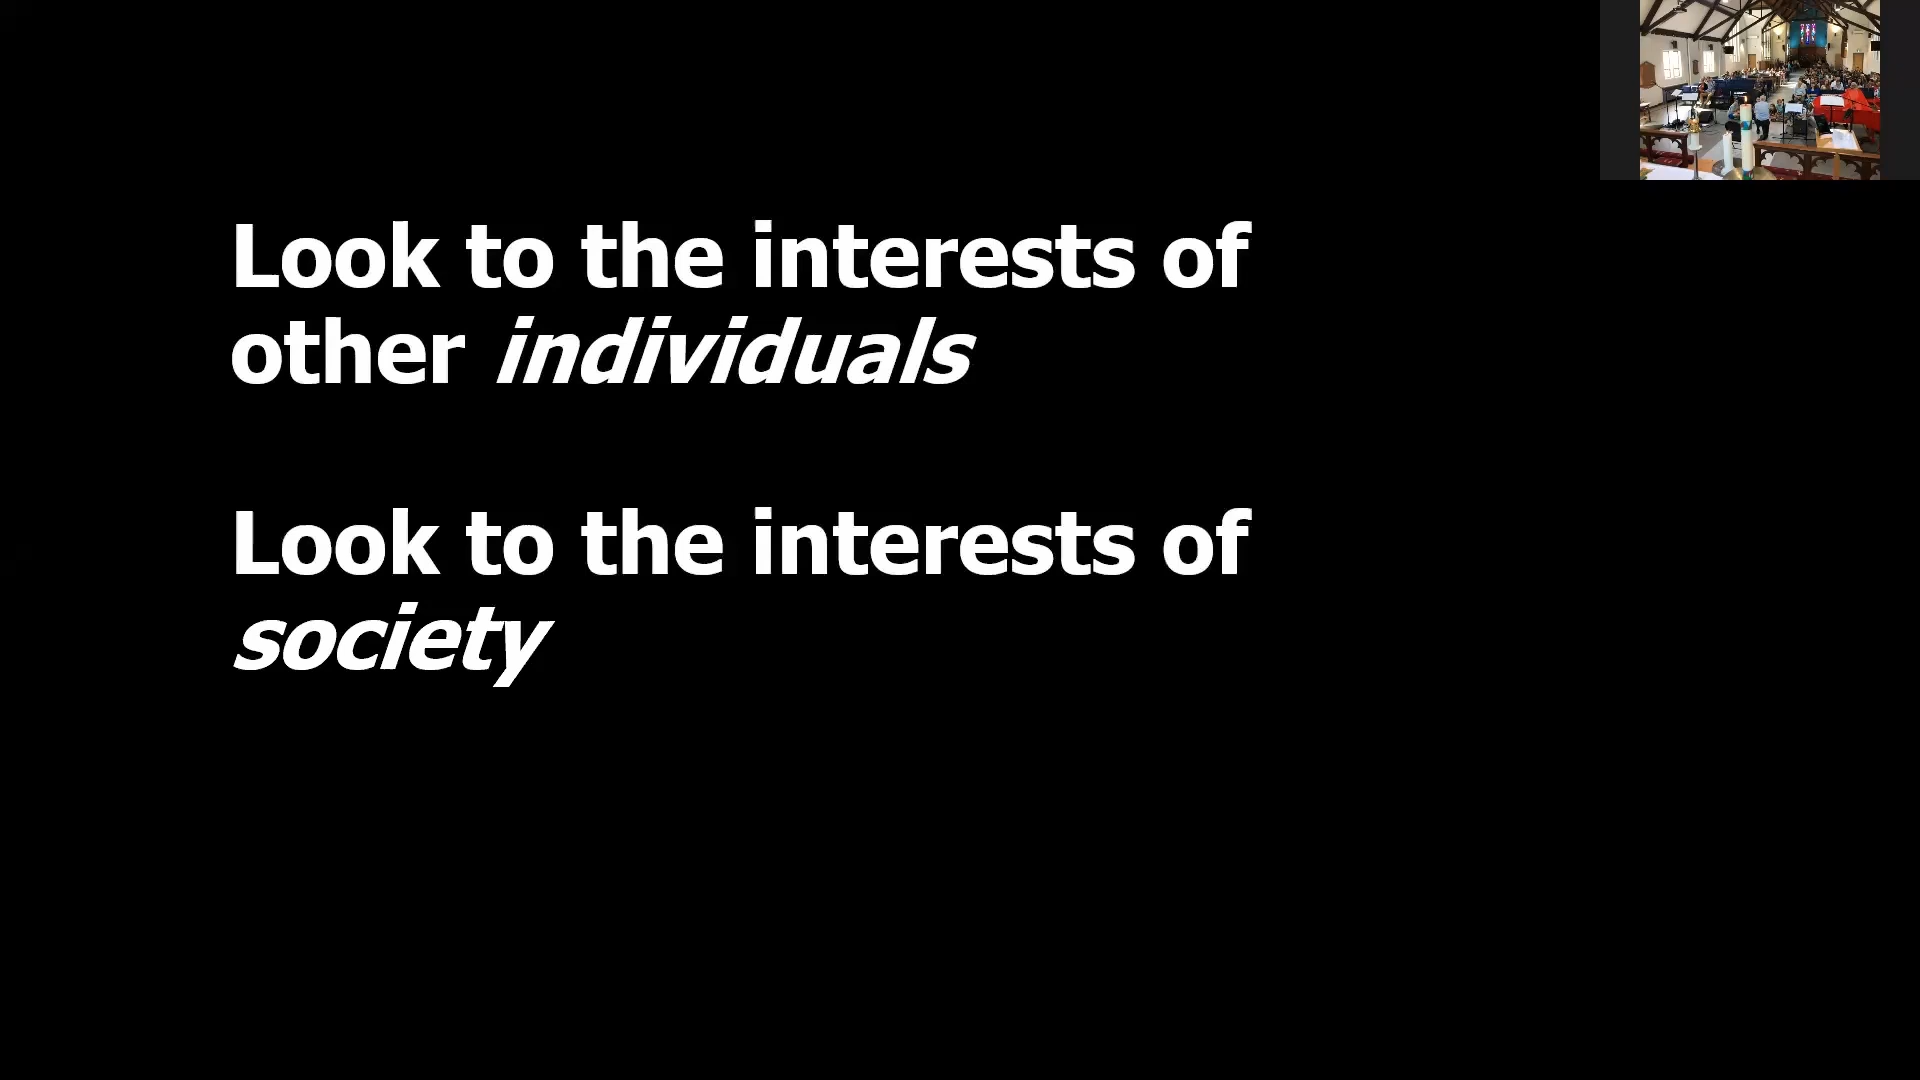 Look to the interests of
other individuals
Look to the interests of
society